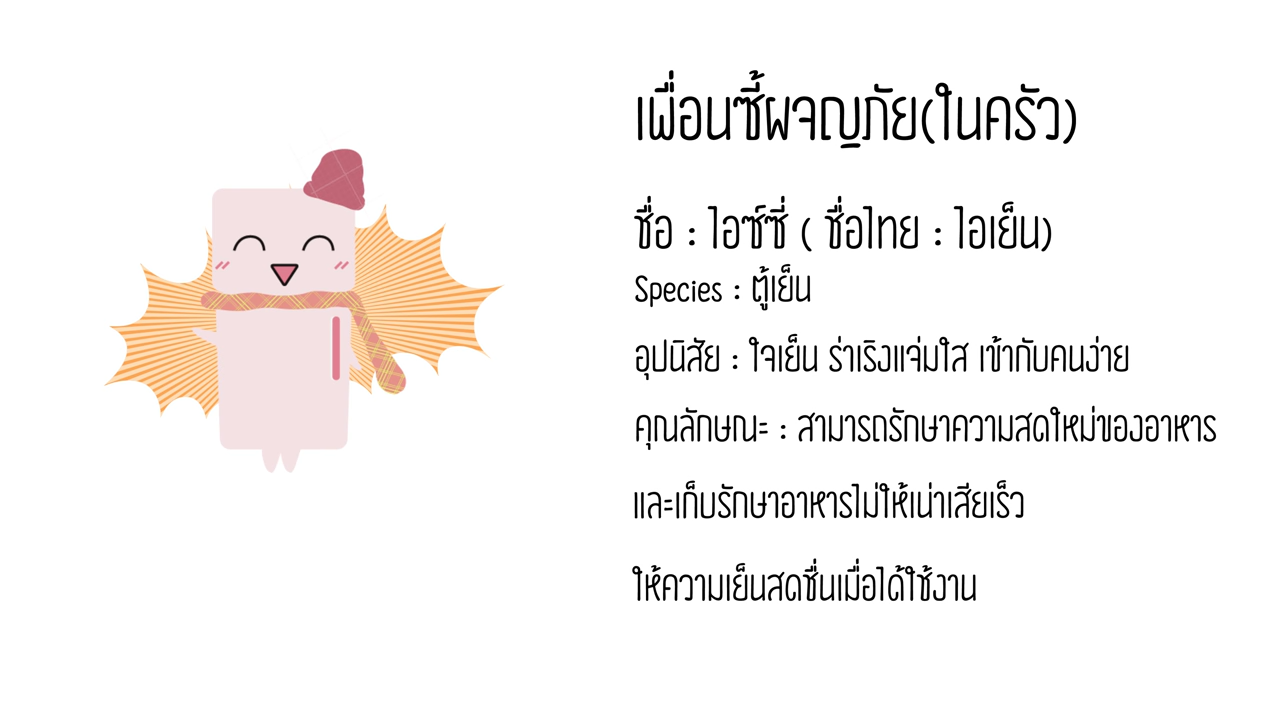 เพื่อนซี้ผจญภัย(ในครัว)
ชื่อ : ไอซ์ซี่ ( ชื่อไทย : ไอเย็น)
Species : ตู้เย็น
อุปนิสัย : ใจเย็น ร่าเริงแจ่มใส เข้ากับคนง่าย
คุณลักษณะ : สามารถรักษาความสดใหม่ของอาหาร
และเก็บรักษาอาหารไม่ให้เน่าเสียเร็ว
ให้ความเย็นสดชื่นเมื่อได้ใช้งาน